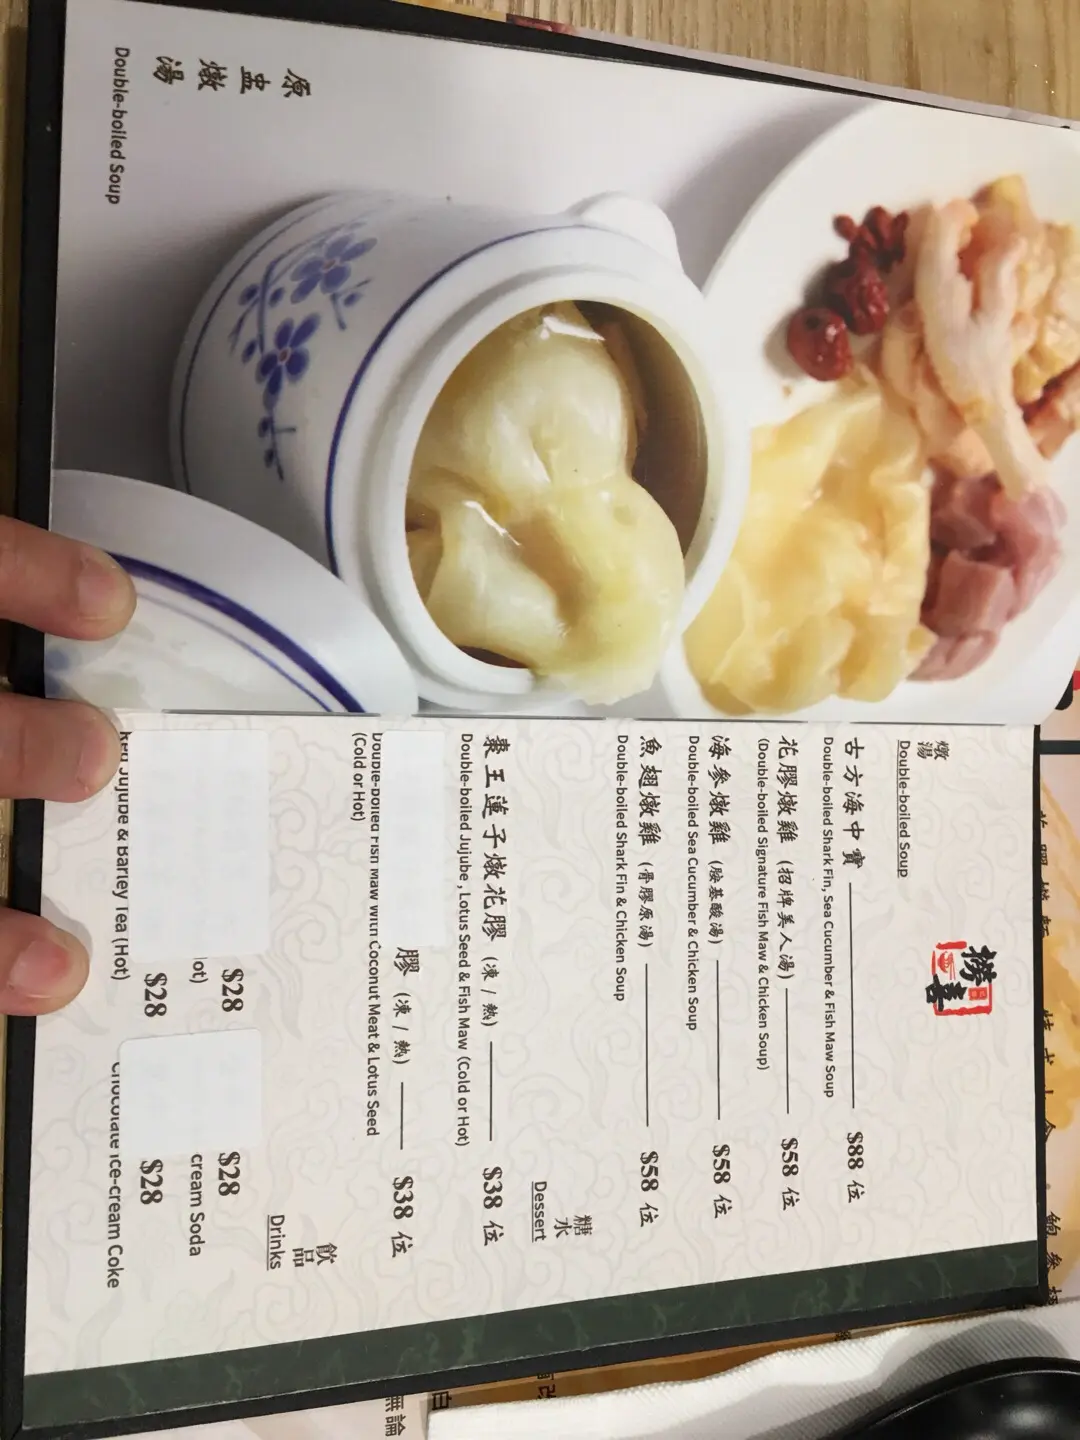 原盅燉湯
Double-boiled Soup
撈喜
燉湯
Double-boiled Soup
古方海中寶 $88 位
Double-boiled Shark Fin, Sea Cucumber & Fish Maw Soup
花膠燉雞 (招牌美人湯) $58 位
(Double-boiled Signature Fish Maw & Chicken Soup)
海參燉雞 (胺基酸湯) $58 位
Double-boiled Sea Cucumber & Chicken Soup
魚翅燉雞 (骨膠原湯) $58 位
Double-boiled Shark Fin & Chicken Soup
糖水
Dessert
棗王蓮子燉花膠 (凍 / 熱) $38 位
Double-boiled Jujube , Lotus Seed & Fish Maw (Cold or Hot)
膠 (凍 / 熱) $38 位
Double-boiled Fish Maw with Coconut Meat & Lotus Seed
(Cold or Hot)
飲品
Drinks
$28 $28
cream Soda
$28 $28
Red Jujube & Barley Tea (Hot) Chocolate Ice-cream Coke
無論